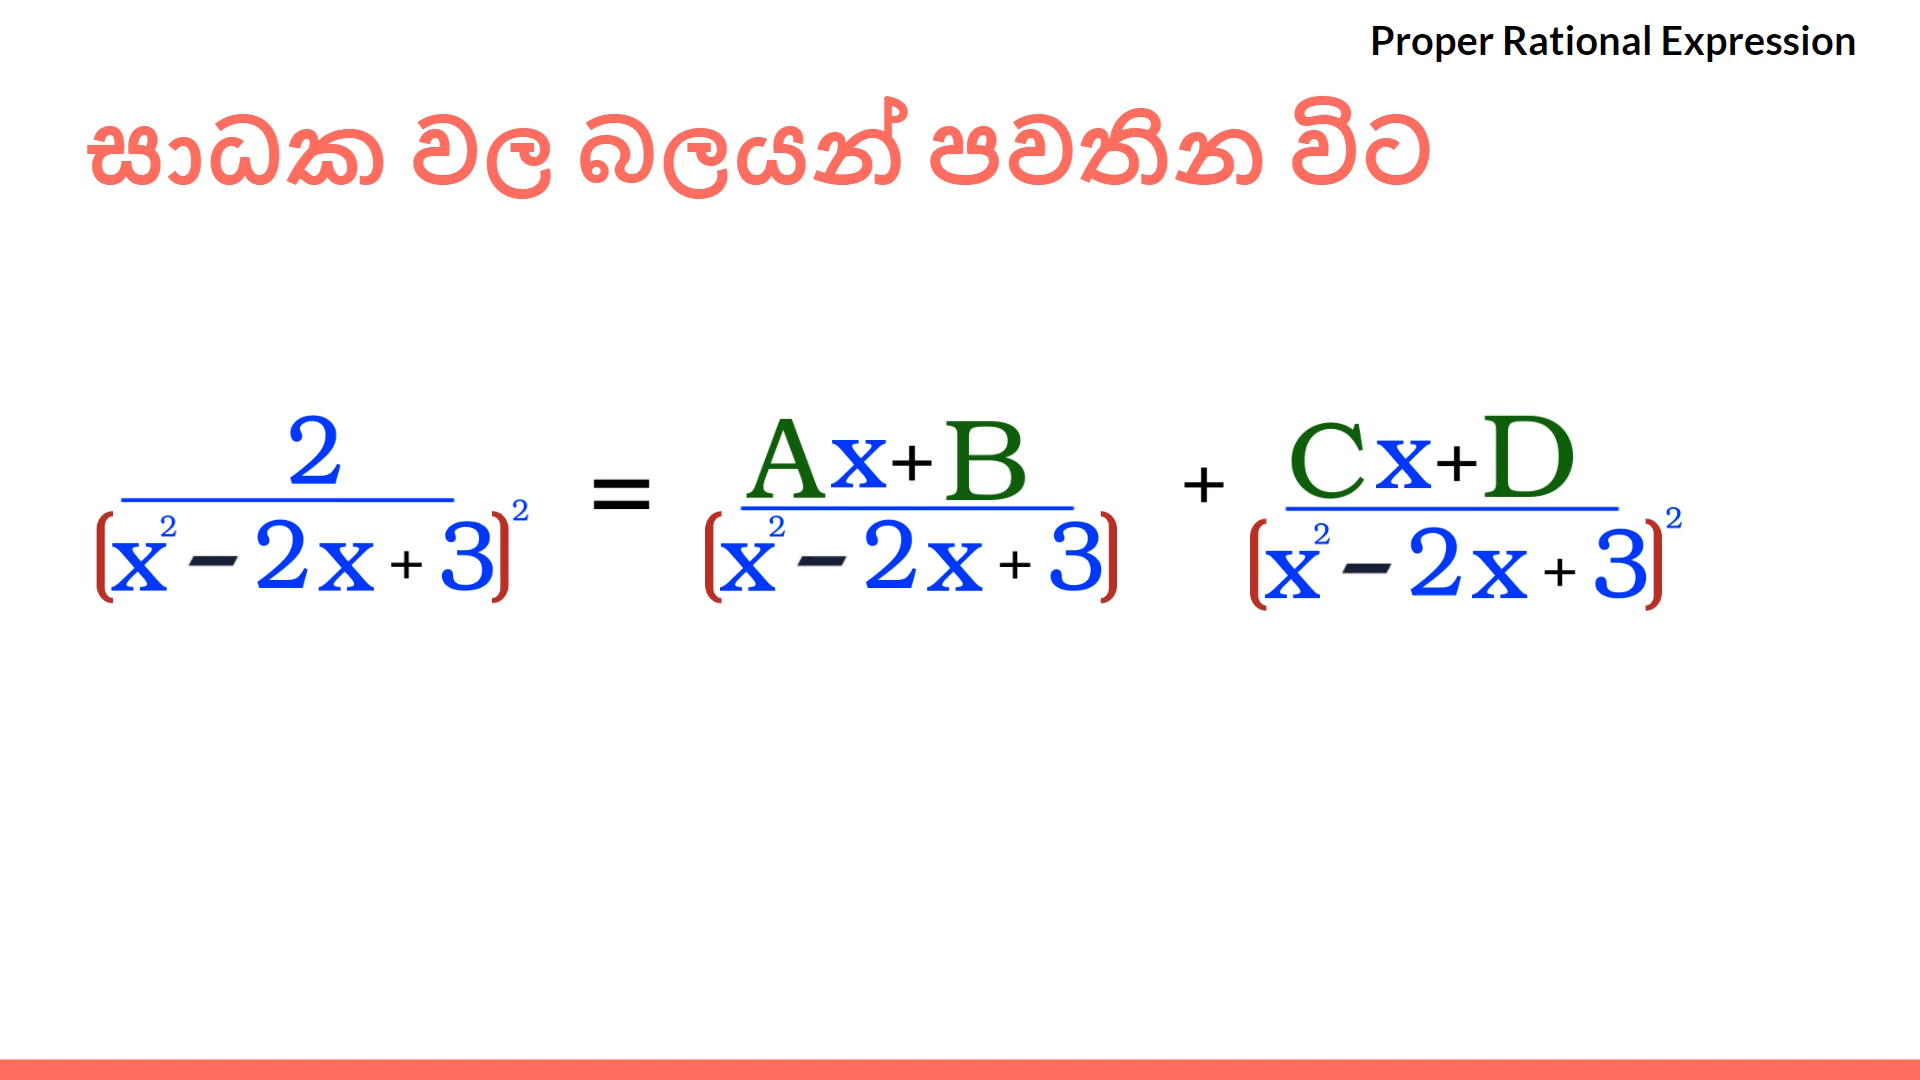 Proper Rational Expression
සාධක වල බලයන් පවතින විට
2/(x²-2x+3)² = Ax+B/(x²-2x+3) + Cx+D/(x²-2x+3)²